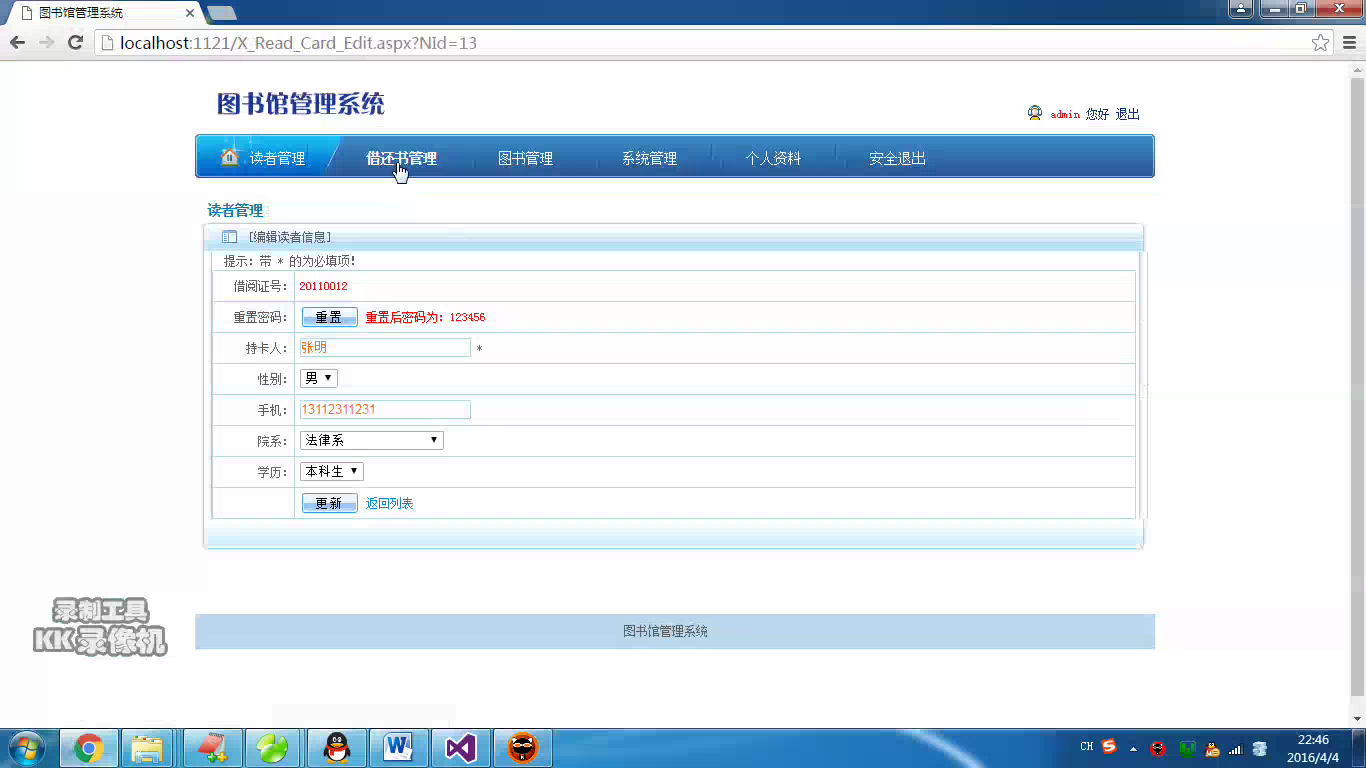 图书馆管理系统
localhost:1121/X_Read_Card_Edit.aspx?NId=13
图书馆管理系统
admin 您好 退出
读者管理 借还书管理 图书管理 系统管理 个人资料 安全退出
读者管理
[编辑读者信息]
提示：带 * 的为必填项！
借阅证号： 20110012
重置密码： 重置 重置后密码为：123456
持卡人： 张明 *
性别： 男
手机： 13112311231
院系： 法律系
学历： 本科生
更新 返回列表
录制工具
KK录像机
图书馆管理系统
CH
22:46
2016/4/4